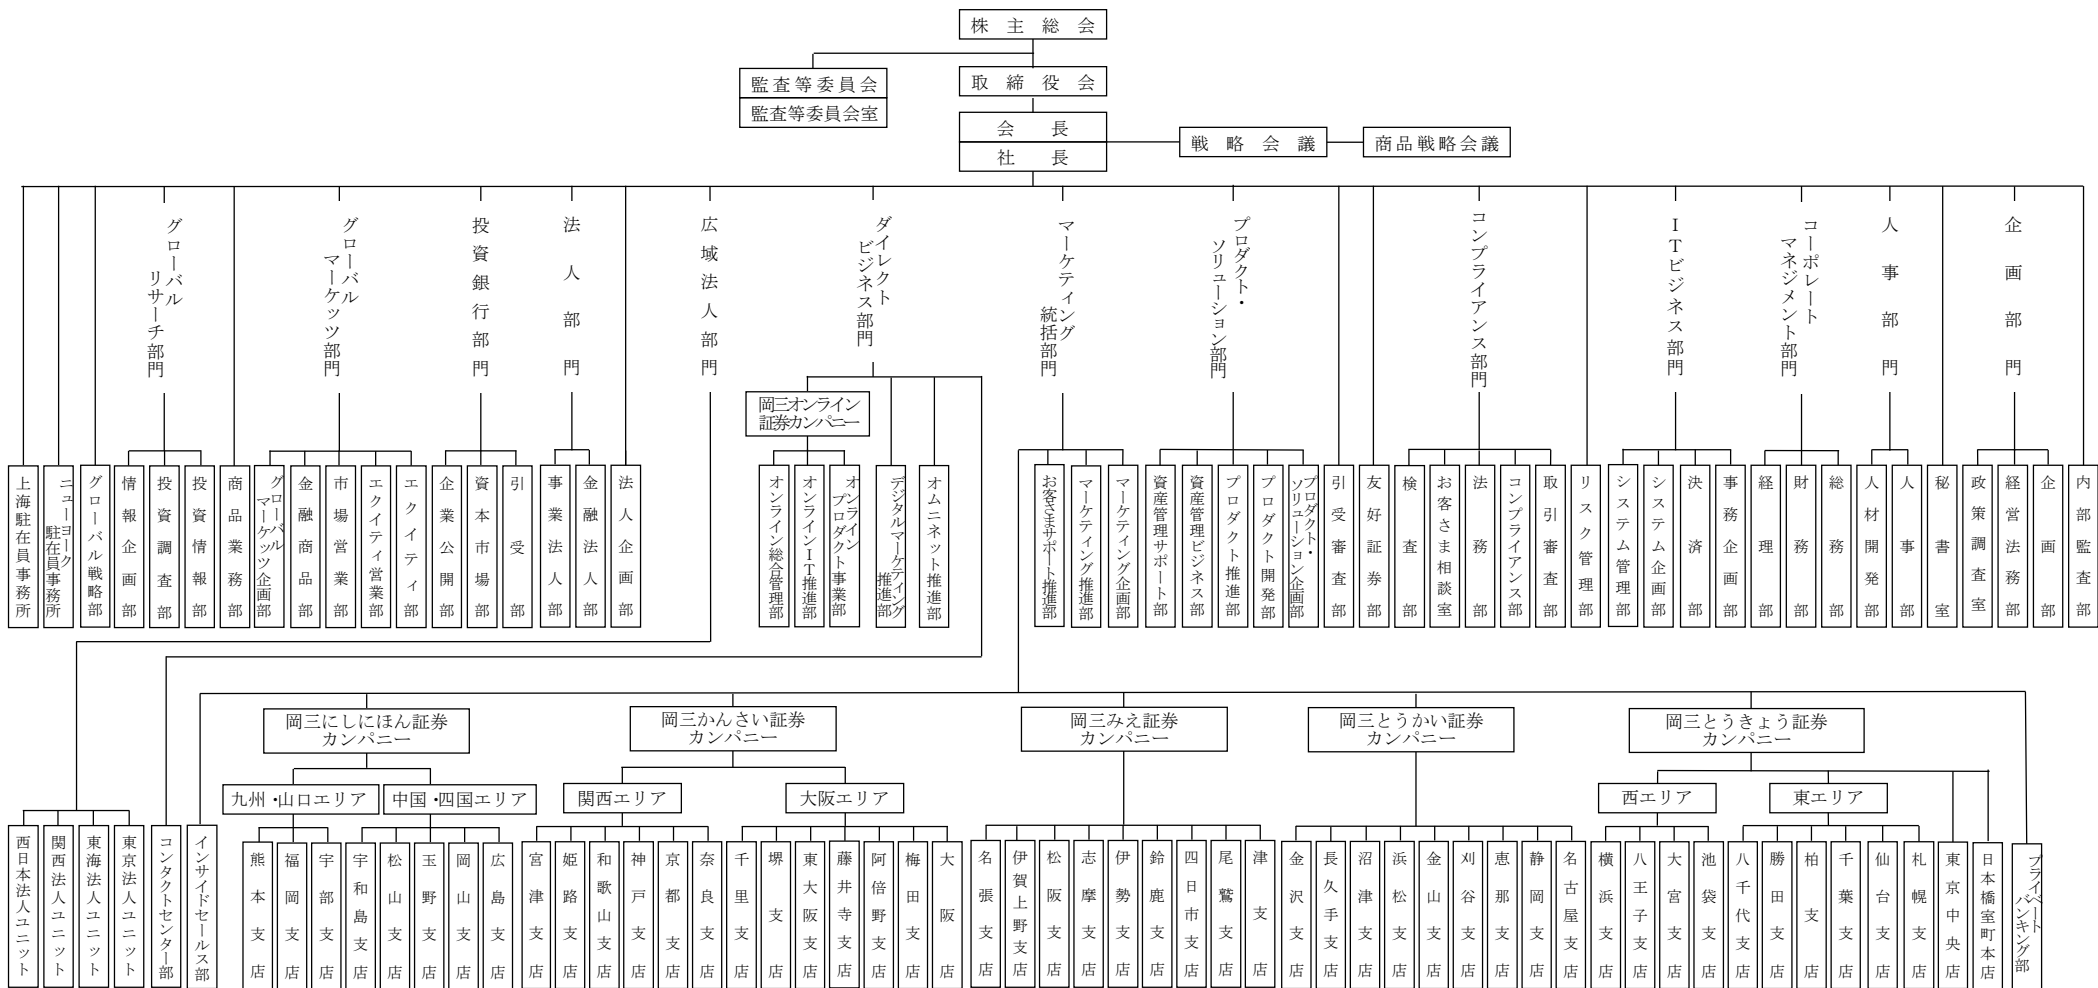 株主総会
監査等委員会
監査等委員会室
取締役会
会長
社長
戦略会議
商品戦略会議
グローバル
リサーチ部門
グローバル
マーケッツ部門
投資銀行部門
法人部門
広域法人部門
ダイレクト
ビジネス部門
マーケティング
統括部門
プロダクト・
ソリューション部門
コンプライアンス部門
ITビジネス部門
コーポレート
マネジメント部門
人事部門
企画部門
岡三オンライン
証券カンパニー
上海駐在員事務所
ニューヨーク
駐在員事務所
グローバル戦略部
情報企画部
投資調査部
投資情報部
商品業務部
グローバル
マーケッツ企画部
金融商品部
市場営業部
エクイティ営業部
エクイティ部
企業公開部
資本市場部
引受部
事業法人部
金融法人部
法人企画部
オンライン総合管理部
オンラインIT推進部
オンライン
プロダクト事業部
デジタルマーケティング
推進部
オムニネット推進部
お客さまサポート推進部
マーケティング推進部
マーケティング企画部
資産管理サポート部
資産管理ビジネス部
プロダクト推進部
プロダクト開発部
プロダクト・
ソリューション企画部
引受審査部
友好証券部
検査部
お客さま相談室
法務部
コンプライアンス部
取引審査部
リスク管理部
システム管理部
システム企画部
決済部
事務企画部
経理部
財務部
総務部
人材開発部
人事部
秘書室
政策調査室
経営法務部
企画部
内部監査部
岡三にしにほん証券
カンパニー
岡三かんさい証券
カンパニー
岡三みえ証券
カンパニー
岡三とうかい証券
カンパニー
岡三とうきょう証券
カンパニー
九州・山口エリア
中国・四国エリア
関西エリア
大阪エリア
西エリア
東エリア
西日本法人ユニット
関西法人ユニット
東海法人ユニット
東京法人ユニット
コンタクトセンター部
インサイドセールス部
熊本支店
福岡支店
宇部支店
宇和島支店
松山支店
玉野支店
岡山支店
広島支店
宮津支店
姫路支店
和歌山支店
神戸支店
京都支店
奈良支店
千里支店
堺支店
東大阪支店
藤井寺支店
阿倍野支店
梅田支店
大阪店
名張支店
伊賀上野支店
松阪支店
志摩支店
伊勢支店
鈴鹿支店
四日市支店
尾鷲支店
津支店
金沢支店
長久手支店
沼津支店
浜松支店
金山支店
刈谷支店
恵那支店
静岡支店
名古屋支店
横浜支店
八王子支店
大宮支店
池袋支店
八千代支店
勝田支店
柏支店
千葉支店
仙台支店
札幌支店
東京中央店
日本橋室町本店
プライベート
バンキング部